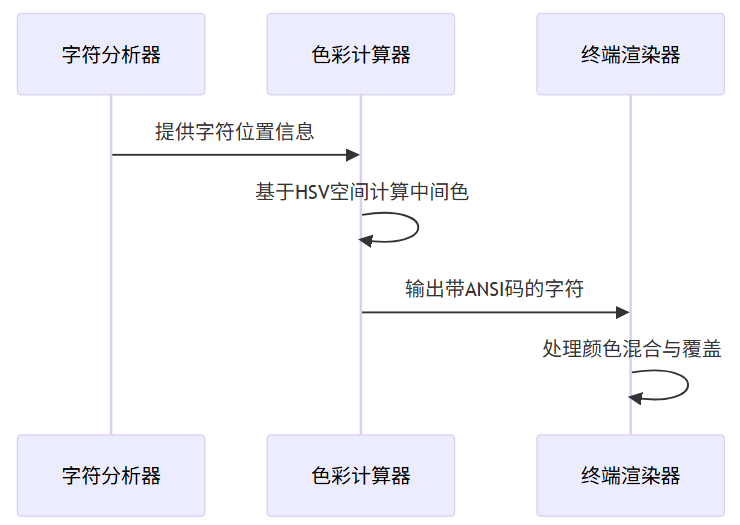 字符分析器
色彩计算器
终端渲染器
提供字符位置信息
基于HSV空间计算中间色
输出带ANSI码的字符
处理颜色混合与覆盖
字符分析器
色彩计算器
终端渲染器